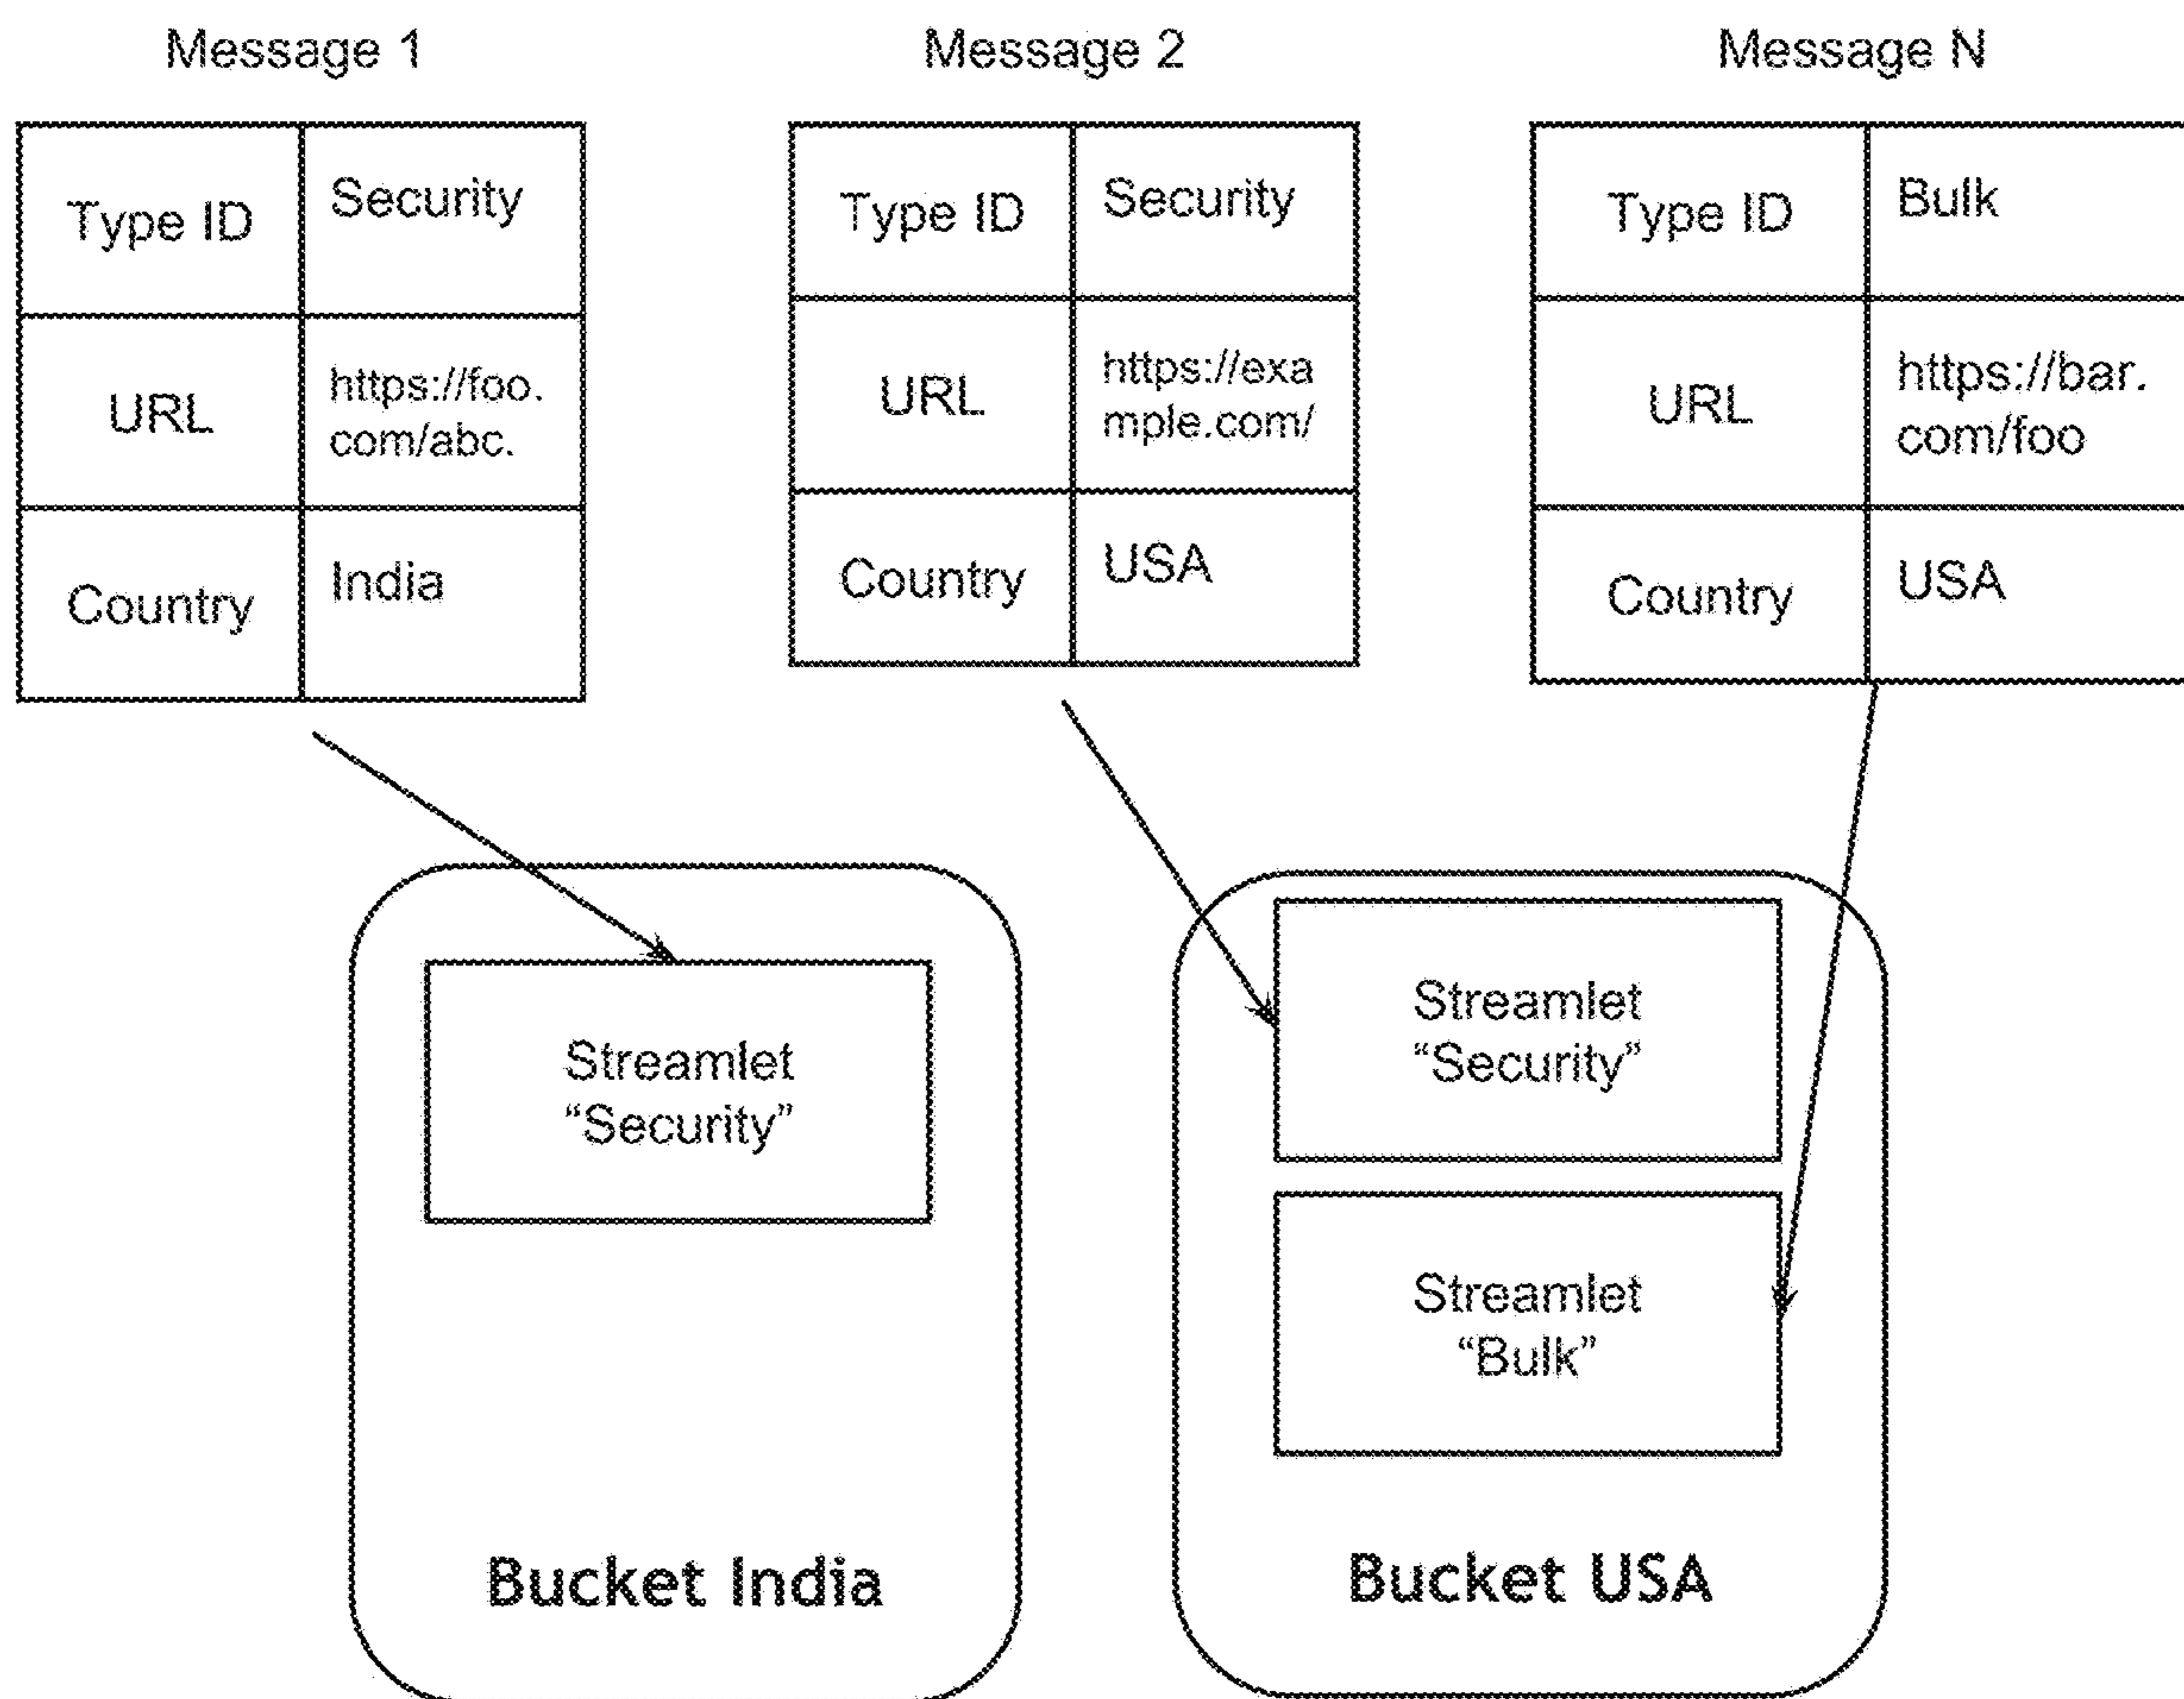 Message 1
Message 2
Message N
Type ID
Security
URL
https://foo.
com/abc.
Country
India
Type ID
Security
URL
https://exa
mple.com/
Country
USA
Type ID
Bulk
URL
https://bar.
com/foo
Country
USA
Streamlet
“Security”
Bucket India
Streamlet
“Security”
Streamlet
“Bulk”
Bucket USA